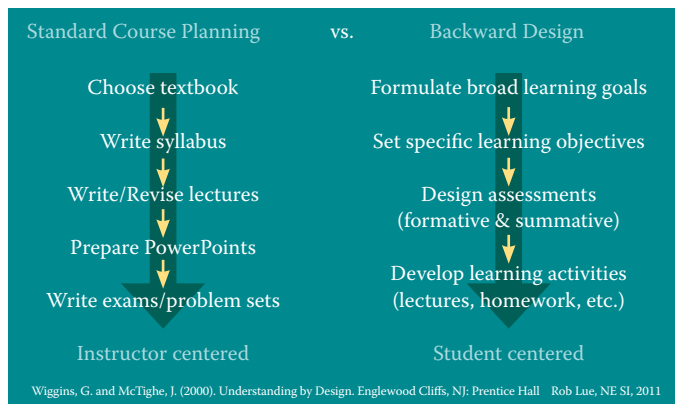 Standard Course Planning vs. Backward Design
Choose textbook
Write syllabus
Write/Revise lectures
Prepare PowerPoints
Write exams/problem sets
Instructor centered
Formulate broad learning goals
Set specific learning objectives
Design assessments
(formative & summative)
Develop learning activities
(lectures, homework, etc.)
Student centered
Wiggins, G. and McTighe, J. (2000). Understanding by Design. Englewood Cliffs, NJ: Prentice Hall Rob Lue, NE SI, 2011